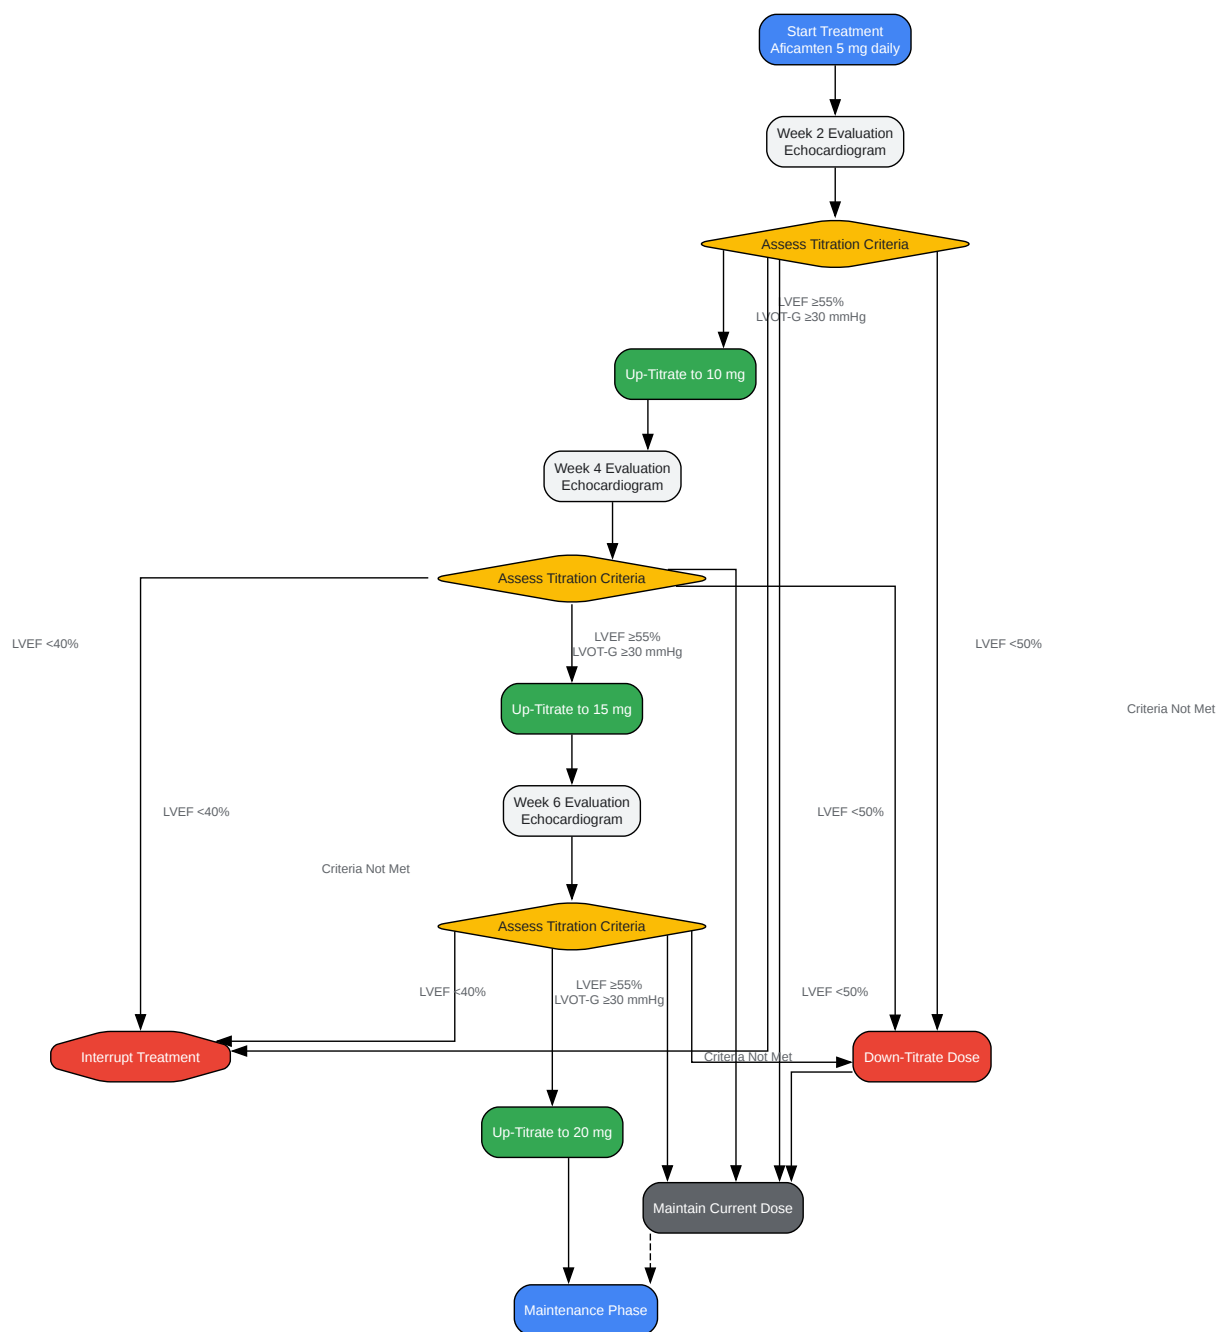 Start Treatment
Aficamten 5 mg daily
Week 2 Evaluation
Echocardiogram
Assess Titration Criteria
LVEF ≥55%
LVOT-G ≥30 mmHg
Up-Titrate to 10 mg
Week 4 Evaluation
Echocardiogram
Assess Titration Criteria
LVEF <40%
LVEF ≥55%
LVOT-G ≥30 mmHg
LVEF <50%
Up-Titrate to 15 mg
Criteria Not Met
Week 6 Evaluation
Echocardiogram
LVEF <40%
LVEF <50%
Criteria Not Met
Assess Titration Criteria
LVEF <40%
LVEF ≥55%
LVOT-G ≥30 mmHg
LVEF <50%
Interrupt Treatment
Criteria Not Met
Down-Titrate Dose
Up-Titrate to 20 mg
Maintain Current Dose
Maintenance Phase